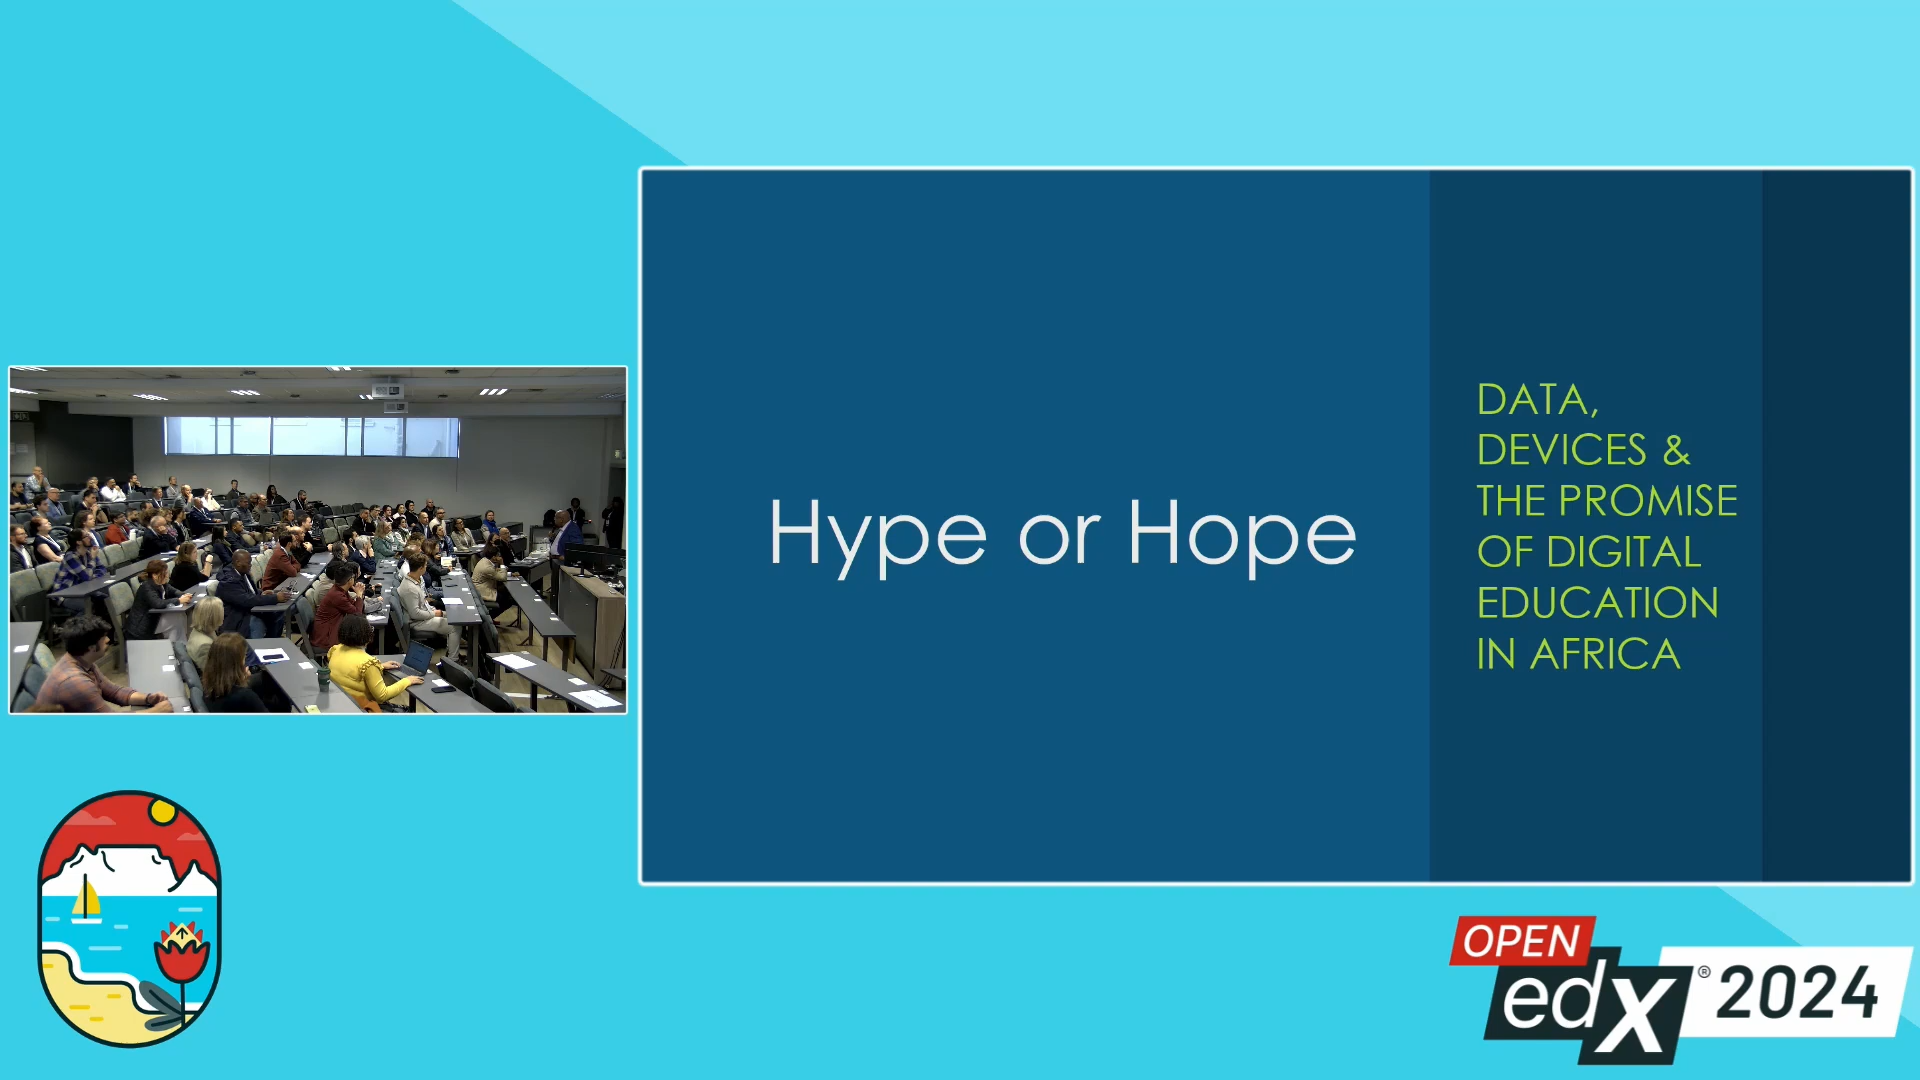 Hype or Hope
DATA,
DEVICES &
THE PROMISE
OF DIGITAL
EDUCATION
IN AFRICA
OPEN
edX® 2024